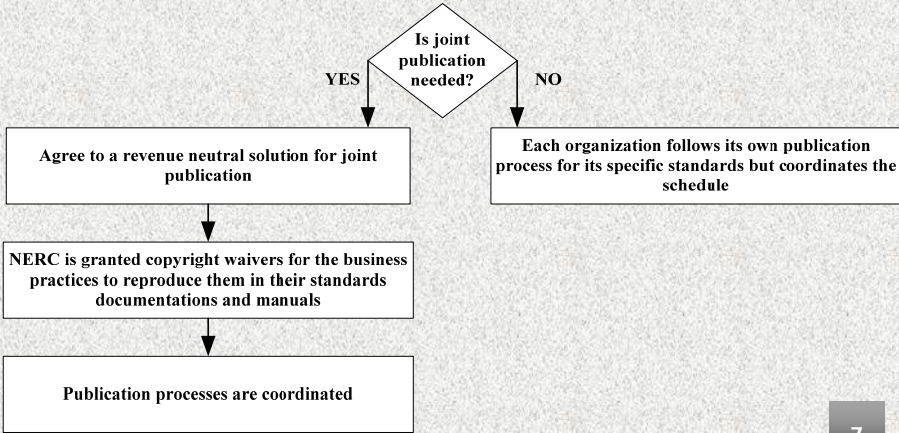 Is joint
publication
needed?
YES
NO
Agree to a revenue neutral solution for joint
publication
Each organization follows its own publication
process for its specific standards but coordinates the
schedule
NERC is granted copyright waivers for the business
practices to reproduce them in their standards
documentations and manuals
Publication processes are coordinated
7